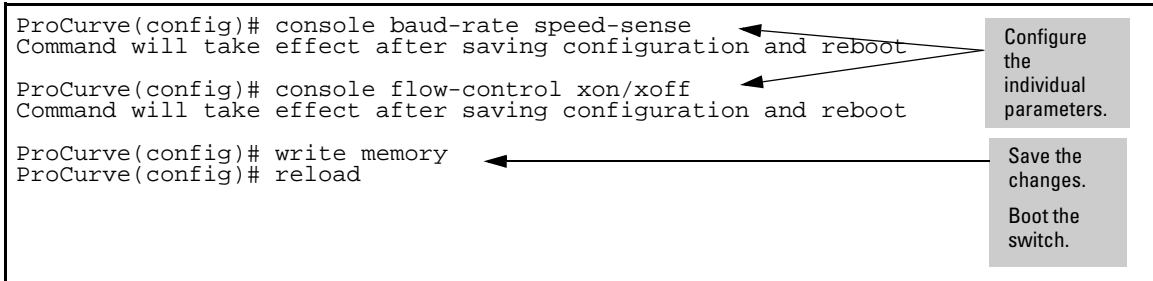 ProCurve(config)# console baud-rate speed-sense
Command will take effect after saving configuration and reboot
ProCurve(config)# console flow-control xon/xoff
Command will take effect after saving configuration and reboot
ProCurve(config)# write memory
ProCurve(config)# reload
Configure
the
individual
parameters.
Save the
changes.
Boot the
switch.